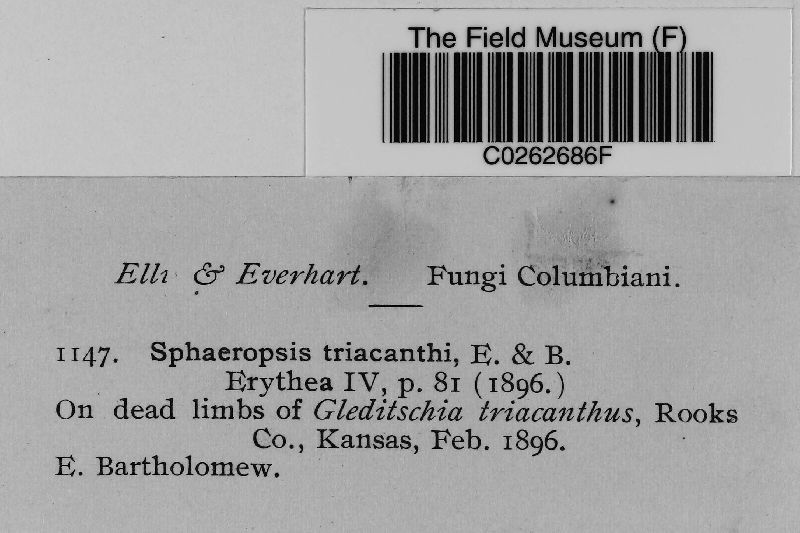 The Field Museum (F)
C0262686F
Elli & Everhart. Fungi Columbiani.
1147. Sphaeropsis triacanthi, E. & B.
Erythea IV, p. 81 (1896.)
On dead limbs of Gleditschia triacanthus, Rooks
Co., Kansas, Feb. 1896.
E. Bartholomew.